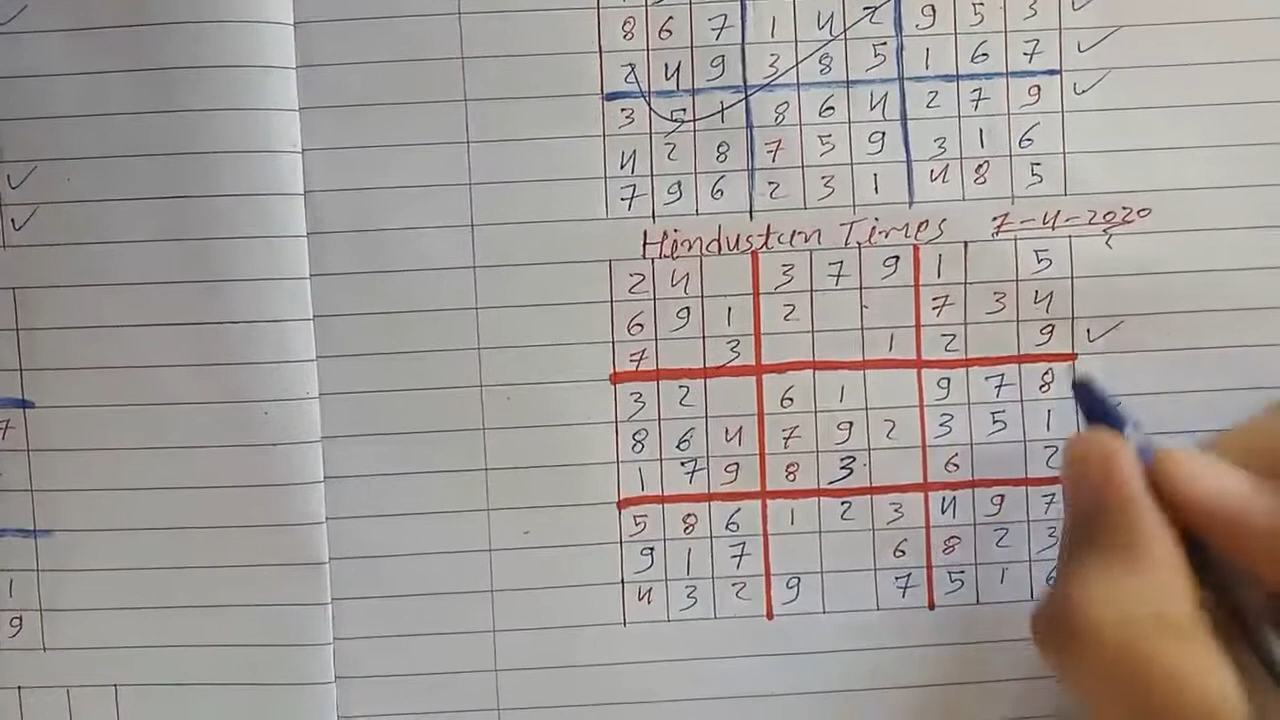 8 6 7 1 4 2 9 5 3
2 4 9 3 8 5 1 6 7
3 5 1 8 6 4 2 7 9
4 2 8 7 5 9 3 1 6
7 9 6 2 3 1 4 8 5
Hindustan Times 7-4-2020
2 4 3 7 9 1 5
6 9 1 2 7 3 4
7 3 1 2 9
3 2 6 1 9 7 8
8 6 4 7 9 2 3 5 1
1 7 9 8 3 6 2
5 8 6 1 2 3 4 9 7
9 1 7 6 8 2 3
4 3 2 9 7 5 1 6
7
1
9